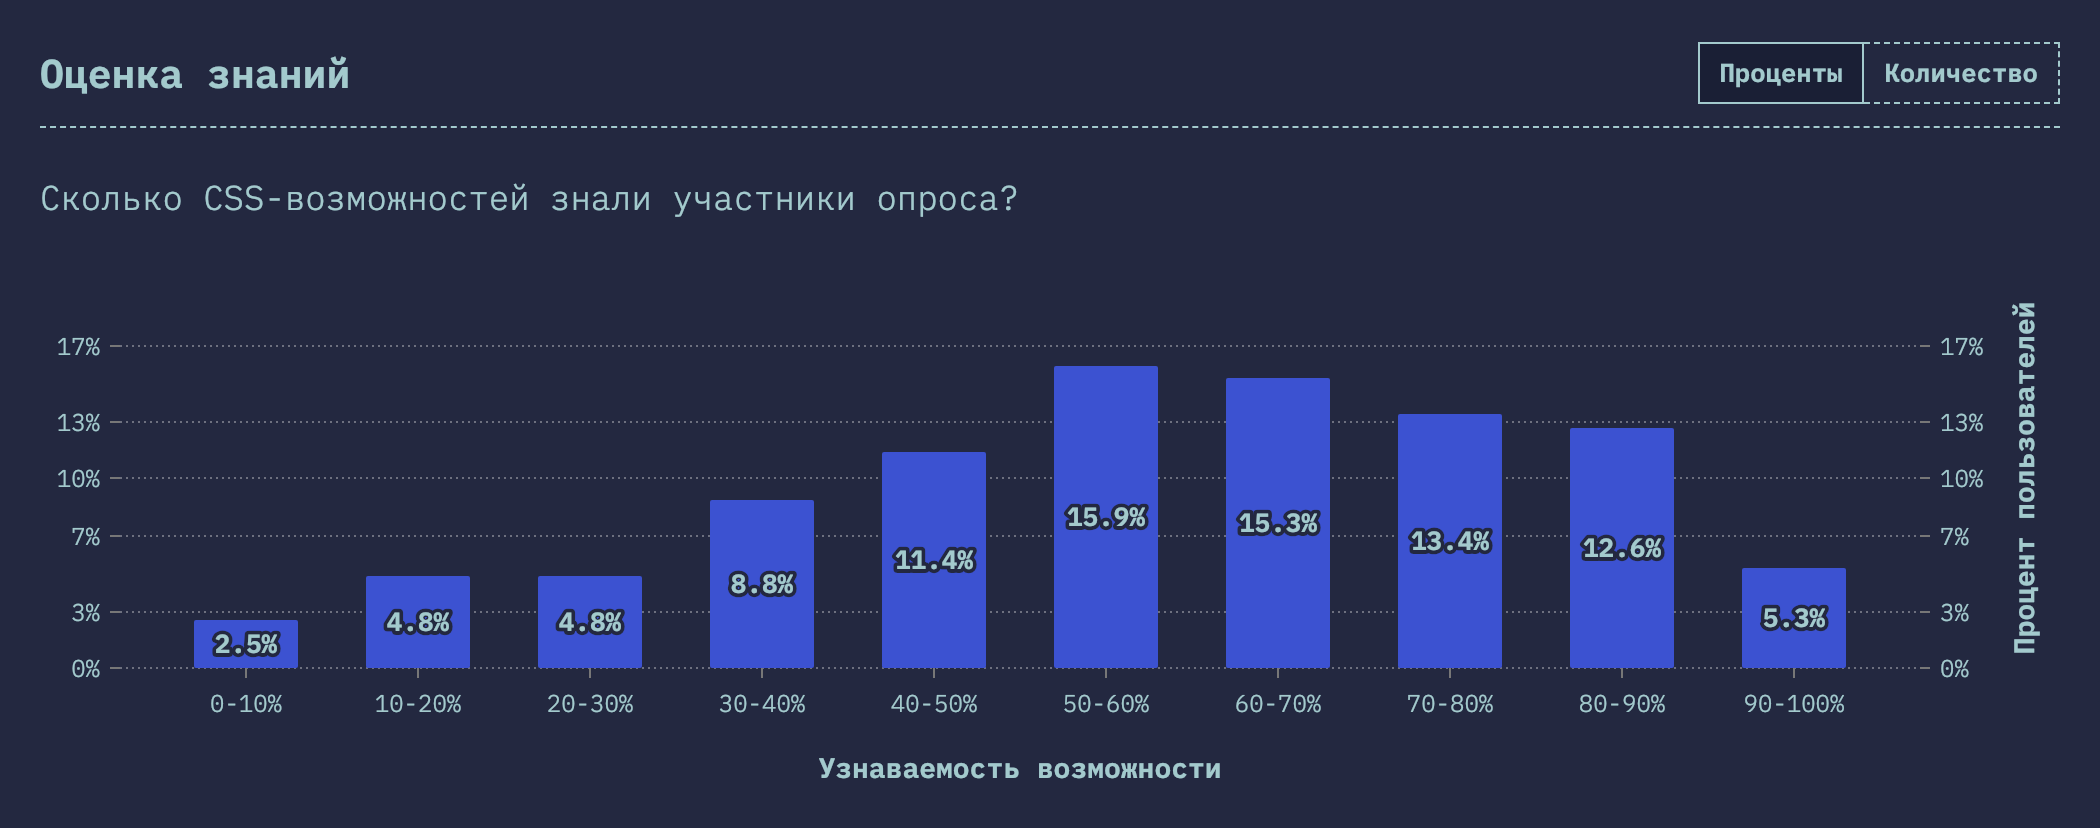 Оценка знаний
Проценты Количество
Сколько CSS-возможностей знали участники опроса?
17% 17%
13% 13%
10% 10%
7% 7%
3% 3%
0% 0%
2.5% 4.8% 4.8% 8.8% 11.4% 15.9% 15.3% 13.4% 12.6% 5.3%
0-10% 10-20% 20-30% 30-40% 40-50% 50-60% 60-70% 70-80% 80-90% 90-100%
Узнаваемость возможности
Процент пользователей